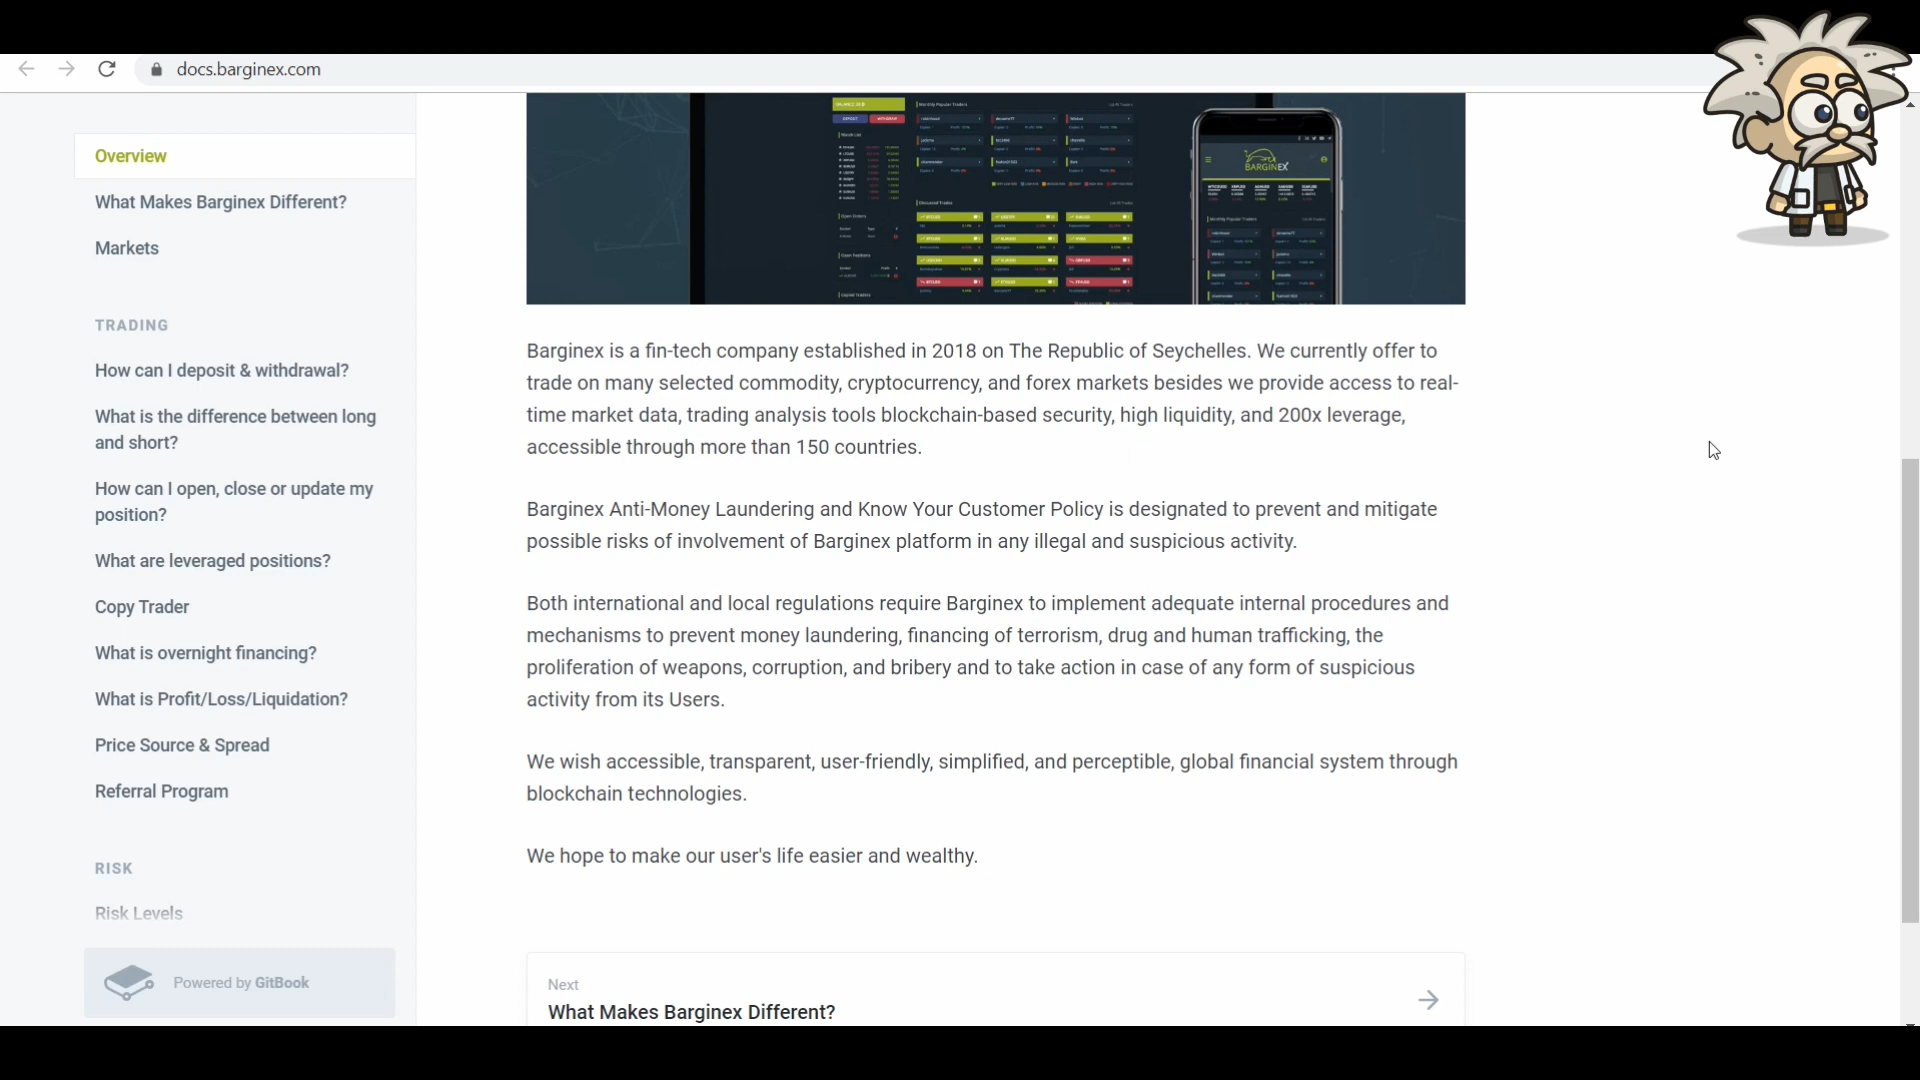 docs.barginex.com
Overview
What Makes Barginex Different?
Markets
TRADING
How can I deposit & withdrawal?
What is the difference between long
and short?
How can I open, close or update my
position?
What are leveraged positions?
Copy Trader
What is overnight financing?
What is Profit/Loss/Liquidation?
Price Source & Spread
Referral Program
RISK
Risk Levels
Powered by GitBook
DEPOSIT
WITHDRAW
Monthly Popular Traders
BARGINEX
Barginex is a fin-tech company established in 2018 on The Republic of Seychelles. We currently offer to
trade on many selected commodity, cryptocurrency, and forex markets besides we provide access to real-
time market data, trading analysis tools blockchain-based security, high liquidity, and 200x leverage,
accessible through more than 150 countries.
Barginex Anti-Money Laundering and Know Your Customer Policy is designated to prevent and mitigate
possible risks of involvement of Barginex platform in any illegal and suspicious activity.
Both international and local regulations require Barginex to implement adequate internal procedures and
mechanisms to prevent money laundering, financing of terrorism, drug and human trafficking, the
proliferation of weapons, corruption, and bribery and to take action in case of any form of suspicious
activity from its Users.
We wish accessible, transparent, user-friendly, simplified, and perceptible, global financial system through
blockchain technologies.
We hope to make our user's life easier and wealthy.
Next
What Makes Barginex Different?